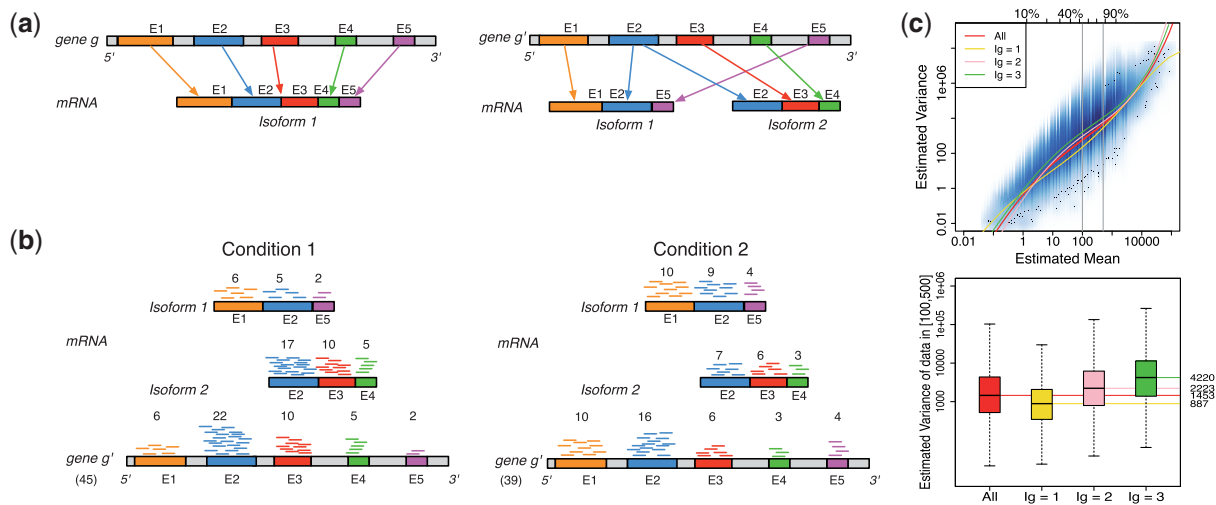 (a)
E1 E2 E3 E4 E5
gene g
5' 3'
E1 E2 E3 E4 E5
mRNA
Isoform 1
E1 E2 E3 E4 E5
gene g'
5' 3'
mRNA
E1 E2 E5
Isoform 1
E2 E3 E4
Isoform 2
(b)
Condition 1
6 5 2
Isoform 1
E1 E2 E5
mRNA
17 10 5
Isoform 2
E2 E3 E4
6 22 10 5 2
gene g'
(45) 5' E1 E2 E3 E4 E5 3'
Condition 2
10 9 4
Isoform 1
E1 E2 E5
mRNA
7 6 3
Isoform 2
E2 E3 E4
10 16 6 3 4
gene g'
(39) 5' E1 E2 E3 E4 E5 3'
(c)
10% 40% 90%
All
Ig = 1
Ig = 2
Ig = 3
Estimated Variance
1e+06
100
1
0.01
0.01 1 10 100 10000
Estimated Mean
Estimated Variance of data in [100,500]
1e+06
1e+05
10000
1000
4220
2223
1453
887
All Ig = 1 Ig = 2 Ig = 3